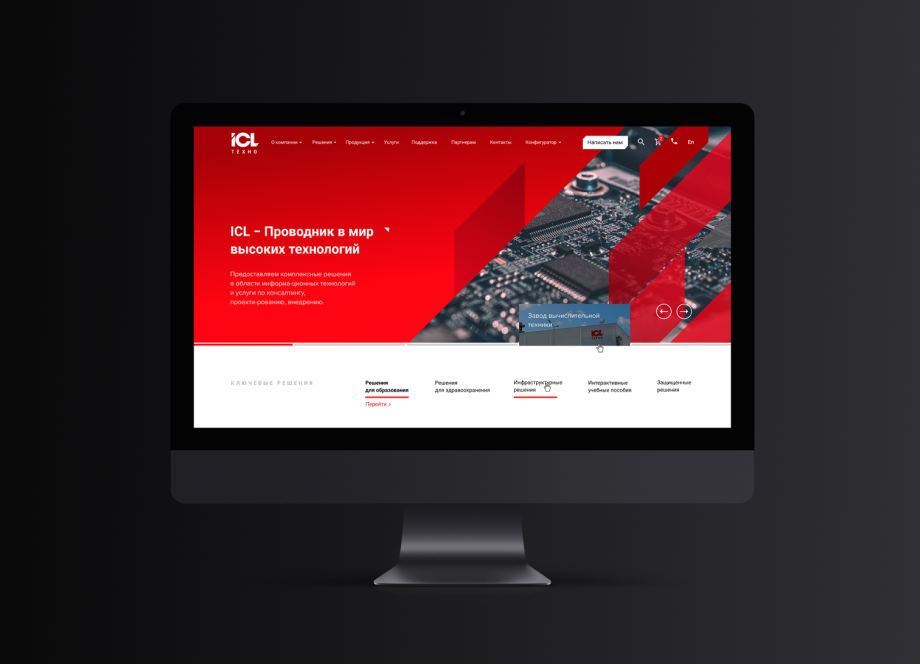 ICL
ТЕХНО
О компании
Решения
Продукция
Услуги
Поддержка
Партнерам
Контакты
Конфигуратор
Написать нам
En
ICL – Проводник в мир
высоких технологий
Предоставляем комплексные решения
в области информа-ционных технологий
и услуги по консалтингу,
проекти-рованию, внедрению.
Завод вычислительной
техники
ICL
ТЕХНО
КЛЮЧЕВЫЕ РЕШЕНИЯ
Решения
для образования
Перейти >
Решения
для здравоохранения
Инфраструктурные
решения
Интерактивные
учебные пособия
Защищенные
решения